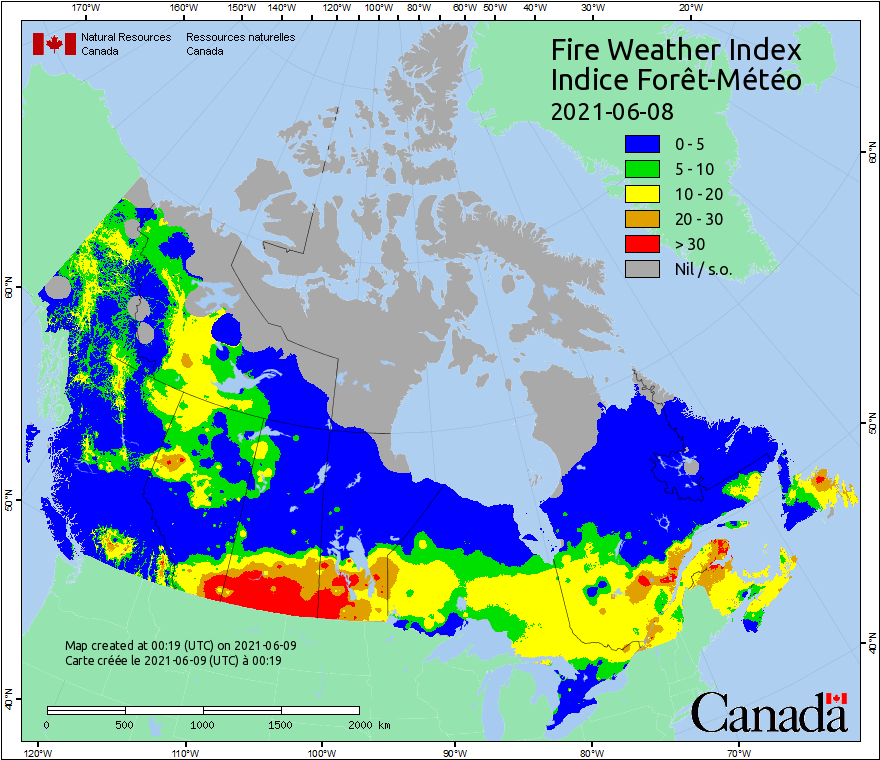 170°W 160°W 150°W 140°W 130°W 120°W 110°W 100°W 90°W 80°W 70°W 60°W 50°W 40°W 30°W 20°W
Natural Resources Ressources naturelles
Canada Canada
Fire Weather Index
Indice Forêt-Météo
2021-06-08
0 - 5
5 - 10
10 - 20
20 - 30
> 30
Nil / s.o.
60°N
60°N
50°N
50°N
40°N
40°N
Map created at 00:19 (UTC) on 2021-06-09
Carte créée le 2021-06-09 (UTC) à 00:19
0 500 1000 1500 2000 km
Canada
120°W 110°W 100°W 90°W 80°W 70°W